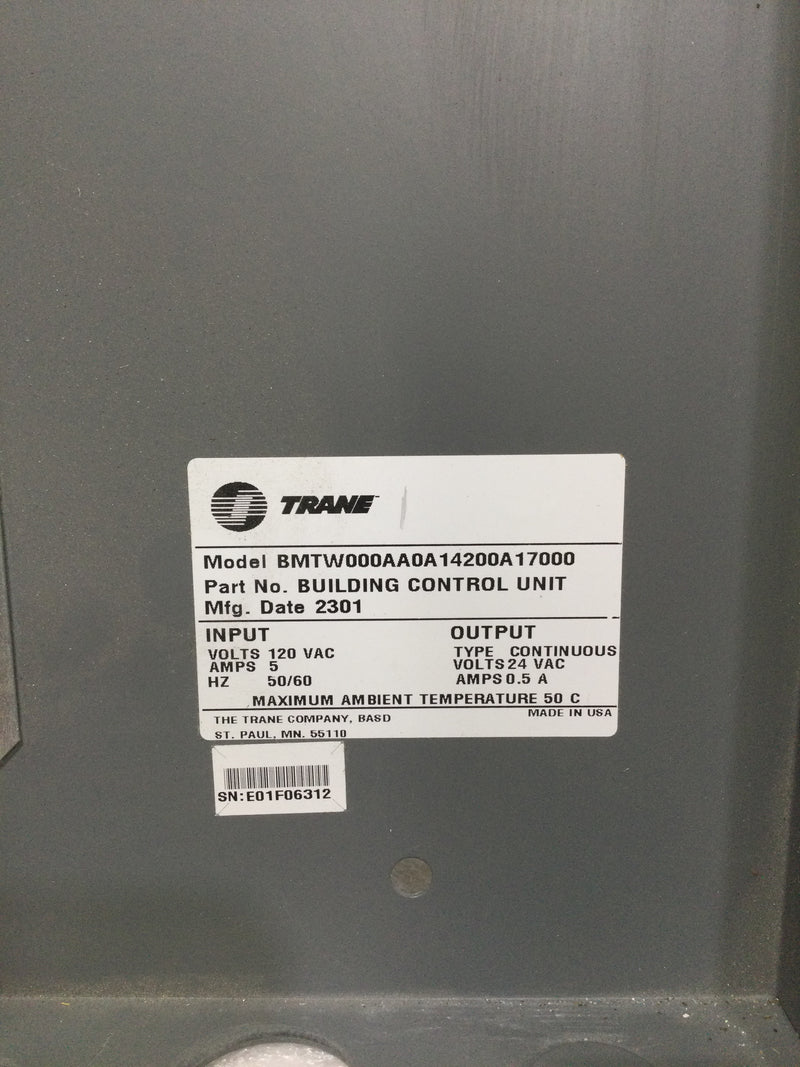 TRANE
Model BMTW000AA0A14200A17000
Part No. BUILDING CONTROL UNIT
Mfg. Date 2301
INPUT
VOLTS 120 VAC
AMPS 5
HZ 50/60
OUTPUT
TYPE CONTINUOUS
VOLTS 24 VAC
AMPS 0.5 A
MAXIMUM AMBIENT TEMPERATURE 50 C
THE TRANE COMPANY, BASD
ST. PAUL, MN. 55110
MADE IN USA
SN:E01F06312